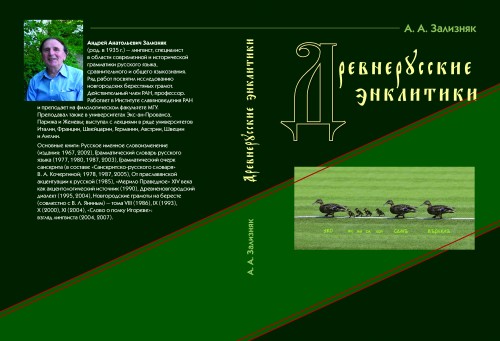 Андрей Анатольевич Зализняк
(род. в 1935 г.) — лингвист, специалист
в области современной и исторической
грамматики русского языка,
сравнительного и общего языкознания.
Ряд работ посвятил исследованию
новгородских берестяных грамот.
Действительный член РАН, профессор.
Работает в Институте славяноведения РАН
и преподает на филологическом факультете МГУ.
Преподавал также в университетах Экс-ан-Прованса,
Парижа и Женевы; выступал с лекциями в ряде университетов
Италии, Франции, Швейцарии, Германии, Австрии, Швеции
и Англии.
Основные книги: Русское именное словоизменение
(издания: 1967, 2002), Грамматический словарь русского
языка (1977, 1980, 1987, 2003), Грамматический очерк
санскрита (в составе «Санскритско-русского словаря»
В. А. Кочергиной, 1978, 1987, 2005), От праславянской
акцентуации к русской (1985), «Мерило Праведное» XIV века
как акцентологический источник (1990), Древненовгородский
диалект (1995, 2004), Новгородские грамоты на бересте
(совместно с В. Л. Яниным) — тома VIII (1986), IX (1993),
X (2000), XI (2004), «Слово о полку Игореве»:
взгляд лингвиста (2004, 2007).
А. А. Зализняк
Древнерусские энклитики
А. А. Зализняк
Древнерусские
энклитики